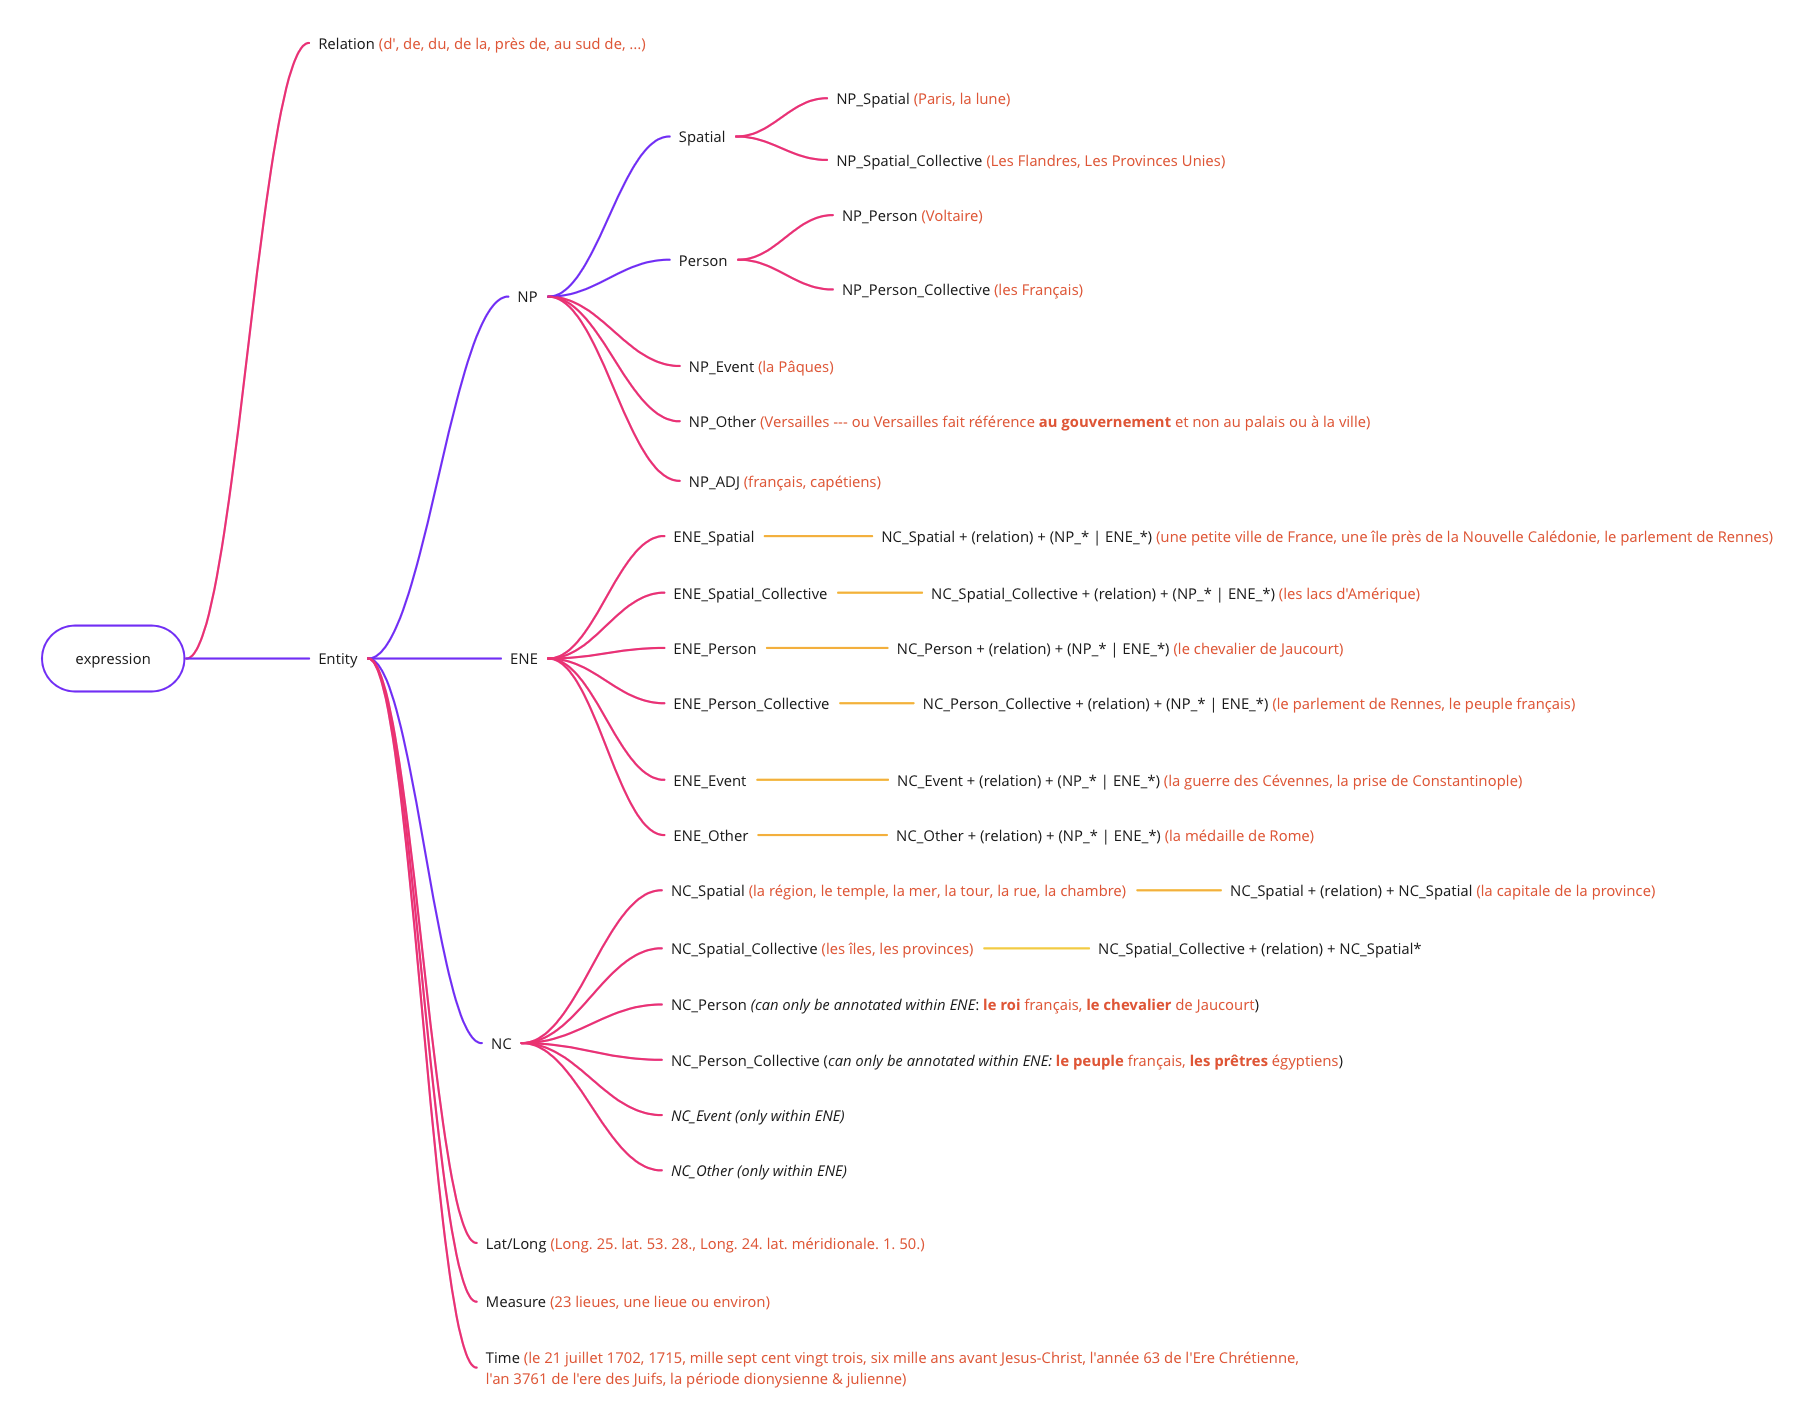 Relation (d', de, du, de la, près de, au sud de, ...)
NP_Spatial (Paris, la lune)
Spatial
NP_Spatial_Collective (Les Flandres, Les Provinces Unies)
NP_Person (Voltaire)
Person
NP_Person_Collective (les Français)
NP
NP_Event (la Pâques)
NP_Other (Versailles --- ou Versailles fait référence au gouvernement et non au palais ou à la ville)
NP_ADJ (français, capétiens)
ENE_Spatial NC_Spatial + (relation) + (NP_* | ENE_*) (une petite ville de France, une île près de la Nouvelle Calédonie, le parlement de Rennes)
ENE_Spatial_Collective NC_Spatial_Collective + (relation) + (NP_* | ENE_*) (les lacs d'Amérique)
ENE_Person NC_Person + (relation) + (NP_* | ENE_*) (le chevalier de Jaucourt)
expression Entity ENE
ENE_Person_Collective NC_Person_Collective + (relation) + (NP_* | ENE_*) (le parlement de Rennes, le peuple français)
ENE_Event NC_Event + (relation) + (NP_* | ENE_*) (la guerre des Cévennes, la prise de Constantinople)
ENE_Other NC_Other + (relation) + (NP_* | ENE_*) (la médaille de Rome)
NC_Spatial (la région, le temple, la mer, la tour, la rue, la chambre) NC_Spatial + (relation) + NC_Spatial (la capitale de la province)
NC_Spatial_Collective (les îles, les provinces) NC_Spatial_Collective + (relation) + NC_Spatial*
NC_Person (can only be annotated within ENE: le roi français, le chevalier de Jaucourt)
NC
NC_Person_Collective (can only be annotated within ENE: le peuple français, les prêtres égyptiens)
NC_Event (only within ENE)
NC_Other (only within ENE)
Lat/Long (Long. 25. lat. 53. 28., Long. 24. lat. méridionale. 1. 50.)
Measure (23 lieues, une lieue ou environ)
Time (le 21 juillet 1702, 1715, mille sept cent vingt trois, six mille ans avant Jesus-Christ, l'année 63 de l'Ere Chrétienne,
l'an 3761 de l'ere des Juifs, la période dionysienne & julienne)